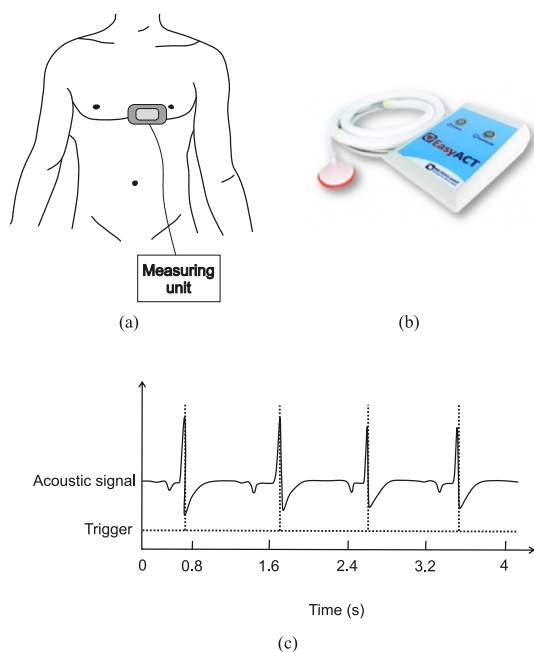 Measuring
unit
(a)
EasyACT
(b)
Acoustic signal
Trigger
0 0.8 1.6 2.4 3.2 4
Time (s)
(c)